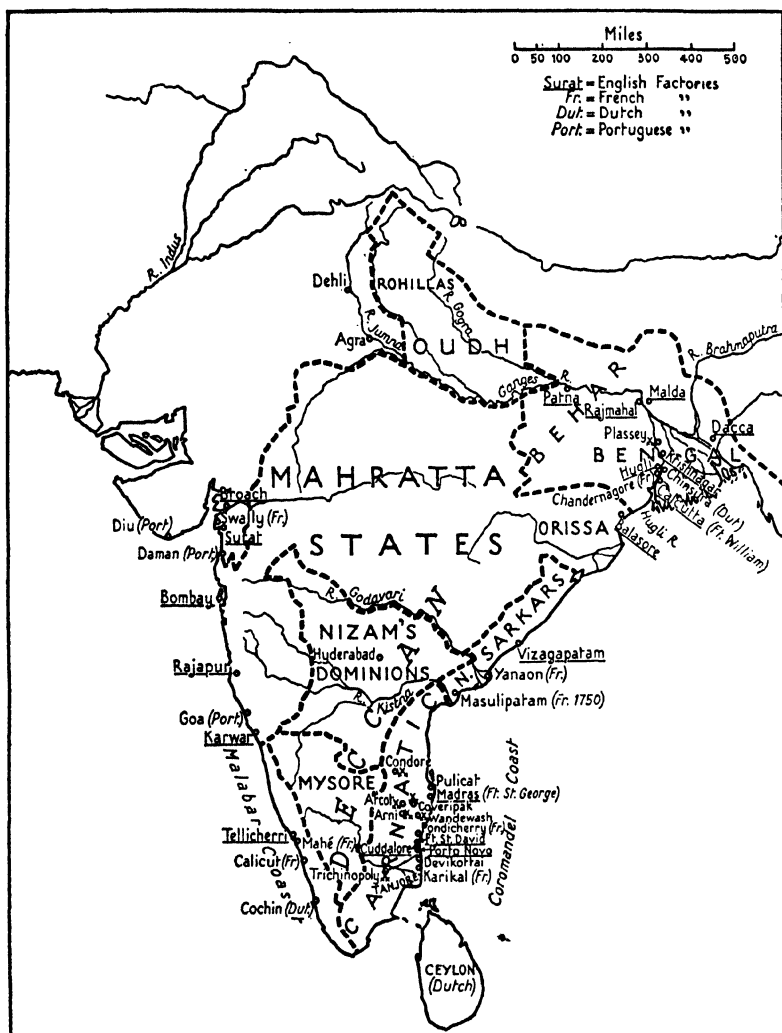 Miles
0 50 100 200 300 400 500
Surat = English Factories
Fr. = French "
Dut. = Dutch "
Port. = Portuguese "
R. Indus
Dehli
ROHILLAS
R. Gogra
R. Jumna
Agra
OUDH
R. Brahmaputra
Ganges R.
Patna
BEHAR
Rajmahal
Malda
Plassey
Dacca
BENGAL
Hugli
Krishnagar
Chandernagore (Fr.)
Chinsura (Dut)
Calcutta (Ft. William)
MAHRATTA
STATES
Broach
Swally (Fr.)
Surat
Diu (Port)
Daman (Port)
ORISSA
Hugli R
Balasore
Bombay
R. Godavari
NIZAM'S
DOMINIONS
Hyderabad
N. SARKARS
Vizagapatam
Yanaon (Fr.)
Rajapur
R. Kistna
Masulipatam (Fr. 1750)
Goa (Port)
Karwar
DECCAN
CARNATIC
Condore
MYSORE
Pulicat
Madras (Ft. St. George)
Arcot
Coveripak
Arni
Wandewash
Pondicherry (Fr.)
Ft. St. David
Malabar Coast
Coromandel Coast
Tellicherri
Mahé (Fr.)
Cuddalore
Porto Novo
Devikottai
Calicut (Fr)
Trichinopoly
TANJORE
Karikal (Fr.)
Cochin (Dut.)
CEYLON
(Dutch)